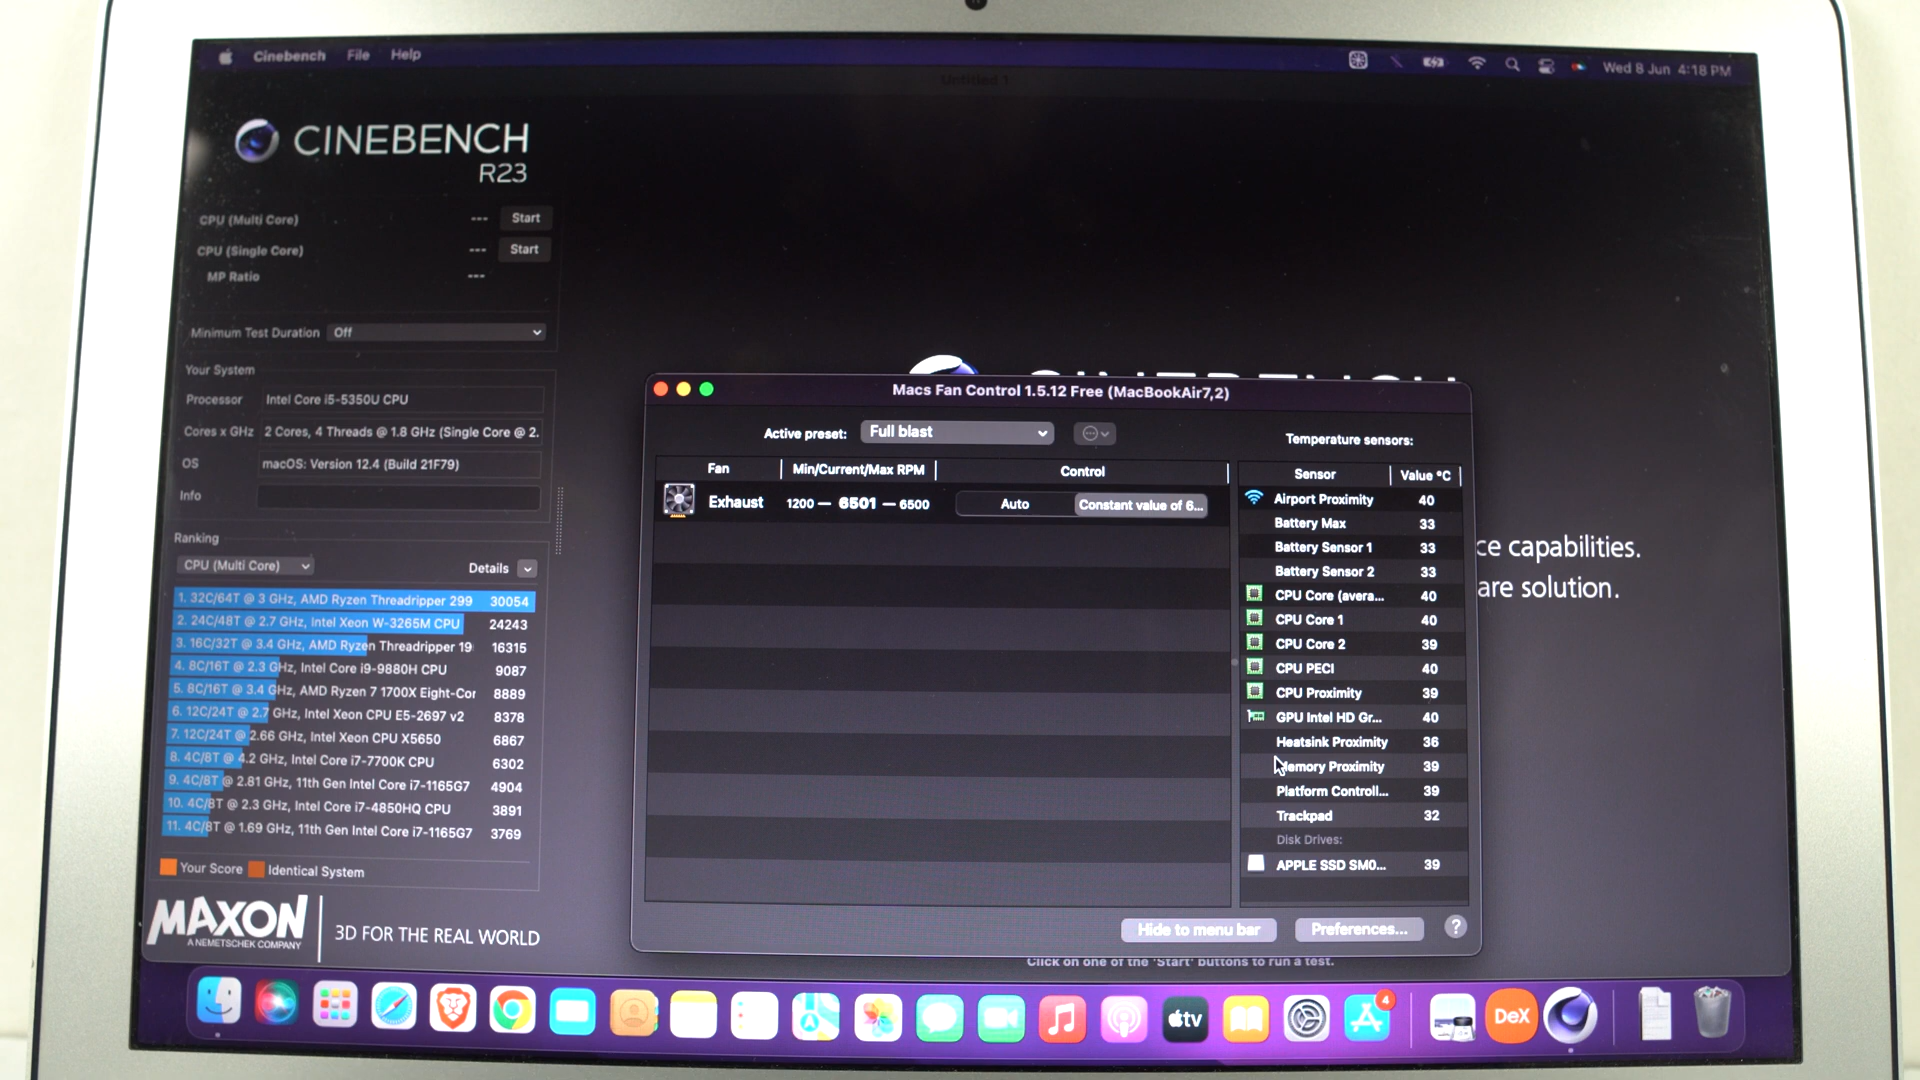 Cinebench File Help
Wed 8 Jun 4:18 PM
Untitled 1
CINEBENCH
R23
CPU (Multi Core) --- Start
CPU (Single Core) --- Start
MP Ratio ---
Minimum Test Duration Off
Your System
Processor Intel Core i5-5350U CPU
Cores x GHz 2 Cores, 4 Threads @ 1.8 GHz (Single Core @ 2.
OS macOS: Version 12.4 (Build 21F79)
Info
Ranking
CPU (Multi Core) Details
1. 32C/64T @ 3 GHz, AMD Ryzen Threadripper 299 30054
2. 24C/48T @ 2.7 GHz, Intel Xeon W-3265M CPU 24243
3. 16C/32T @ 3.4 GHz, AMD Ryzen Threadripper 19 16315
4. 8C/16T @ 2.3 GHz, Intel Core i9-9880H CPU 9087
5. 8C/16T @ 3.4 GHz, AMD Ryzen 7 1700X Eight-Cor 8889
6. 12C/24T @ 2.7 GHz, Intel Xeon CPU E5-2697 v2 8378
7. 12C/24T @ 2.66 GHz, Intel Xeon CPU X5650 6867
8. 4C/8T @ 4.2 GHz, Intel Core i7-7700K CPU 6302
9. 4C/8T @ 2.81 GHz, 11th Gen Intel Core i7-1165G7 4904
10. 4C/8T @ 2.3 GHz, Intel Core i7-4850HQ CPU 3891
11. 4C/8T @ 1.69 GHz, 11th Gen Intel Core i7-1165G7 3769
Your Score Identical System
MAXON
A NEMETSCHEK COMPANY
3D FOR THE REAL WORLD
Macs Fan Control 1.5.12 Free (MacBookAir7,2)
Active preset: Full blast
Fan Min/Current/Max RPM Control
Exhaust 1200 — 6501 — 6500 Auto Constant value of 6...
Temperature sensors:
Sensor Value °C
Airport Proximity 40
Battery Max 33
Battery Sensor 1 33
Battery Sensor 2 33
CPU Core (avera... 40
CPU Core 1 40
CPU Core 2 39
CPU PECI 40
CPU Proximity 39
GPU Intel HD Gr... 40
Heatsink Proximity 36
Memory Proximity 39
Platform Controll... 39
Trackpad 32
Disk Drives:
APPLE SSD SM0... 39
Hide to menu bar Preferences... ?
ce capabilities.
are solution.
Click on one of the 'Start' buttons to run a test.
tv
4
DeX